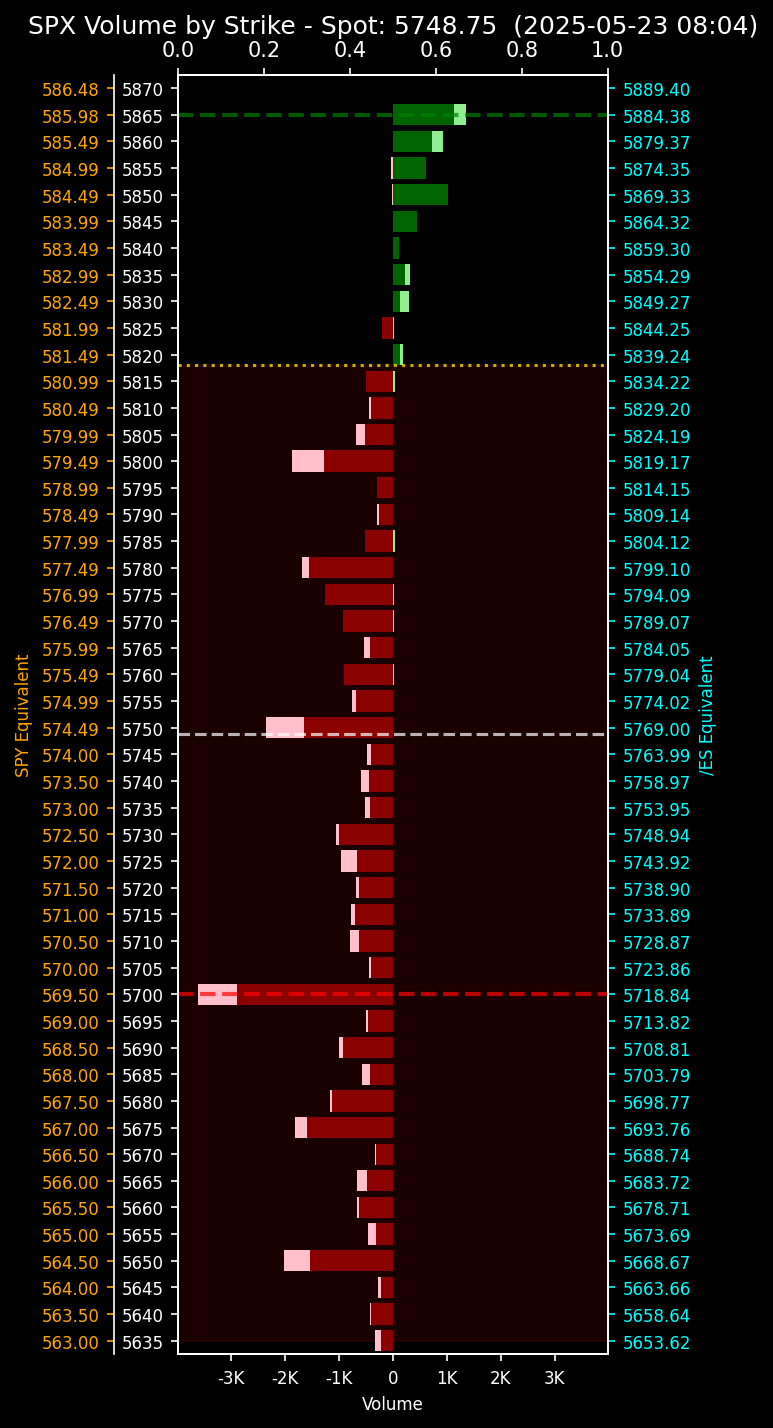 SPX Volume by Strike - Spot: 5748.75 (2025-05-23 08:04)
0.0 0.2 0.4 0.6 0.8 1.0
586.48 5870 5889.40
585.98 5865 5884.38
585.49 5860 5879.37
584.99 5855 5874.35
584.49 5850 5869.33
583.99 5845 5864.32
583.49 5840 5859.30
582.99 5835 5854.29
582.49 5830 5849.27
581.99 5825 5844.25
581.49 5820 5839.24
580.99 5815 5834.22
580.49 5810 5829.20
579.99 5805 5824.19
579.49 5800 5819.17
578.99 5795 5814.15
578.49 5790 5809.14
577.99 5785 5804.12
577.49 5780 5799.10
576.99 5775 5794.09
576.49 5770 5789.07
575.99 5765 5784.05
575.49 5760 5779.04
574.99 5755 5774.02
574.49 5750 5769.00
574.00 5745 5763.99
573.50 5740 5758.97
573.00 5735 5753.95
572.50 5730 5748.94
572.00 5725 5743.92
571.50 5720 5738.90
571.00 5715 5733.89
570.50 5710 5728.87
570.00 5705 5723.86
569.50 5700 5718.84
569.00 5695 5713.82
568.50 5690 5708.81
568.00 5685 5703.79
567.50 5680 5698.77
567.00 5675 5693.76
566.50 5670 5688.74
566.00 5665 5683.72
565.50 5660 5678.71
565.00 5655 5673.69
564.50 5650 5668.67
564.00 5645 5663.66
563.50 5640 5658.64
563.00 5635 5653.62
SPY Equivalent
/ES Equivalent
-3K -2K -1K 0 1K 2K 3K
Volume